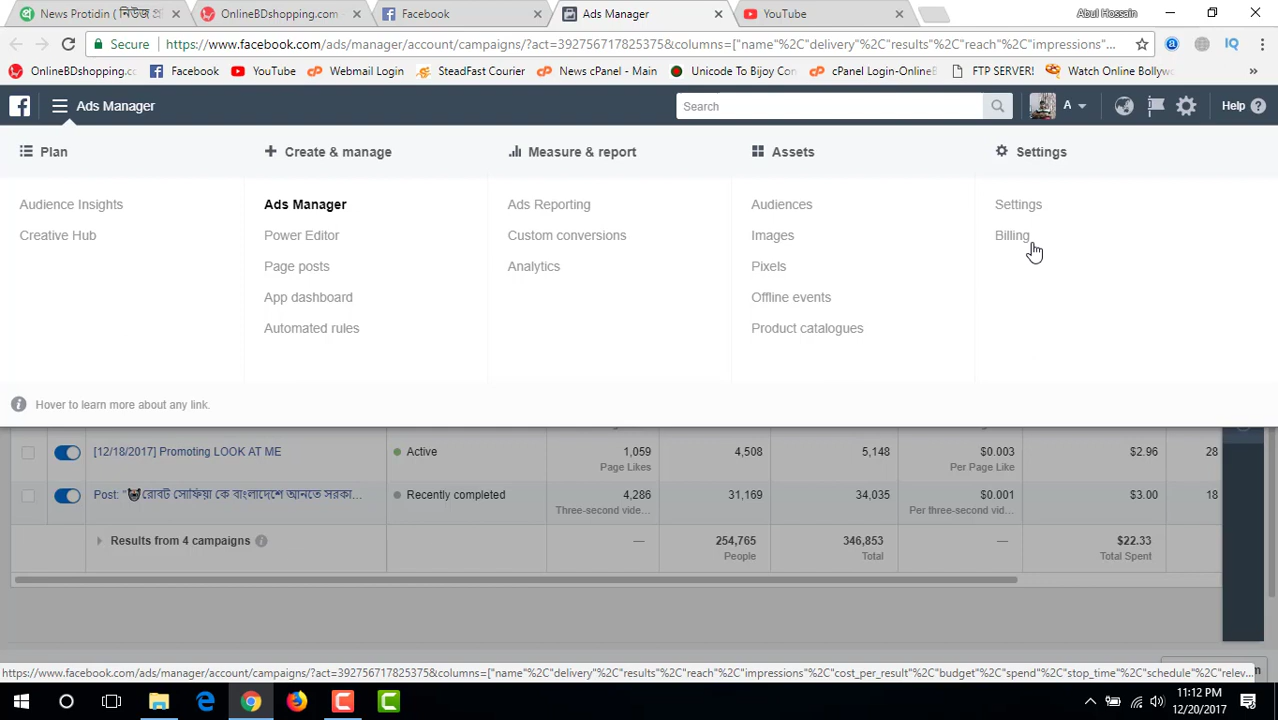 News Protidin ( নিউজ প্র
OnlineBDshopping.com -
Facebook
Ads Manager
YouTube
Abul Hossain
Secure
https://www.facebook.com/ads/manager/account/campaigns/?act=392756717825375&columns=["name"%2C"delivery"%2C"results"%2C"reach"%2C"impressions"...
OnlineBDshopping.cc
Facebook
YouTube
Webmail Login
SteadFast Courier
News cPanel - Main
Unicode To Bijoy Con
cPanel Login-OnlineB
FTP SERVER!
Watch Online Bollyw
Ads Manager
Search
A
Help
Plan
Create & manage
Measure & report
Assets
Settings
Audience Insights
Ads Manager
Ads Reporting
Audiences
Settings
Creative Hub
Power Editor
Custom conversions
Images
Billing
Page posts
Analytics
Pixels
App dashboard
Offline events
Automated rules
Product catalogues
Hover to learn more about any link.
[12/18/2017] Promoting LOOK AT ME
Active
1,059
Page Likes
4,508
5,148
$0.003
Per Page Like
$2.96
28
Post: "🐱রোবট সোফিয়া কে বাংলাদেশে আনতে সরকা...
Recently completed
4,286
Three-second vide...
31,169
34,035
$0.001
Per three-second vid...
$3.00
18
Results from 4 campaigns
—
254,765
People
346,853
Total
—
$22.33
Total Spent
https://www.facebook.com/ads/manager/account/campaigns/?act=392756717825375&columns=["name"%2C"delivery"%2C"results"%2C"reach"%2C"impressions"%2C"cost_per_result"%2C"budget"%2C"spend"%2C"stop_time"%2C"schedule"%2C"relev...
11:12 PM
12/20/2017